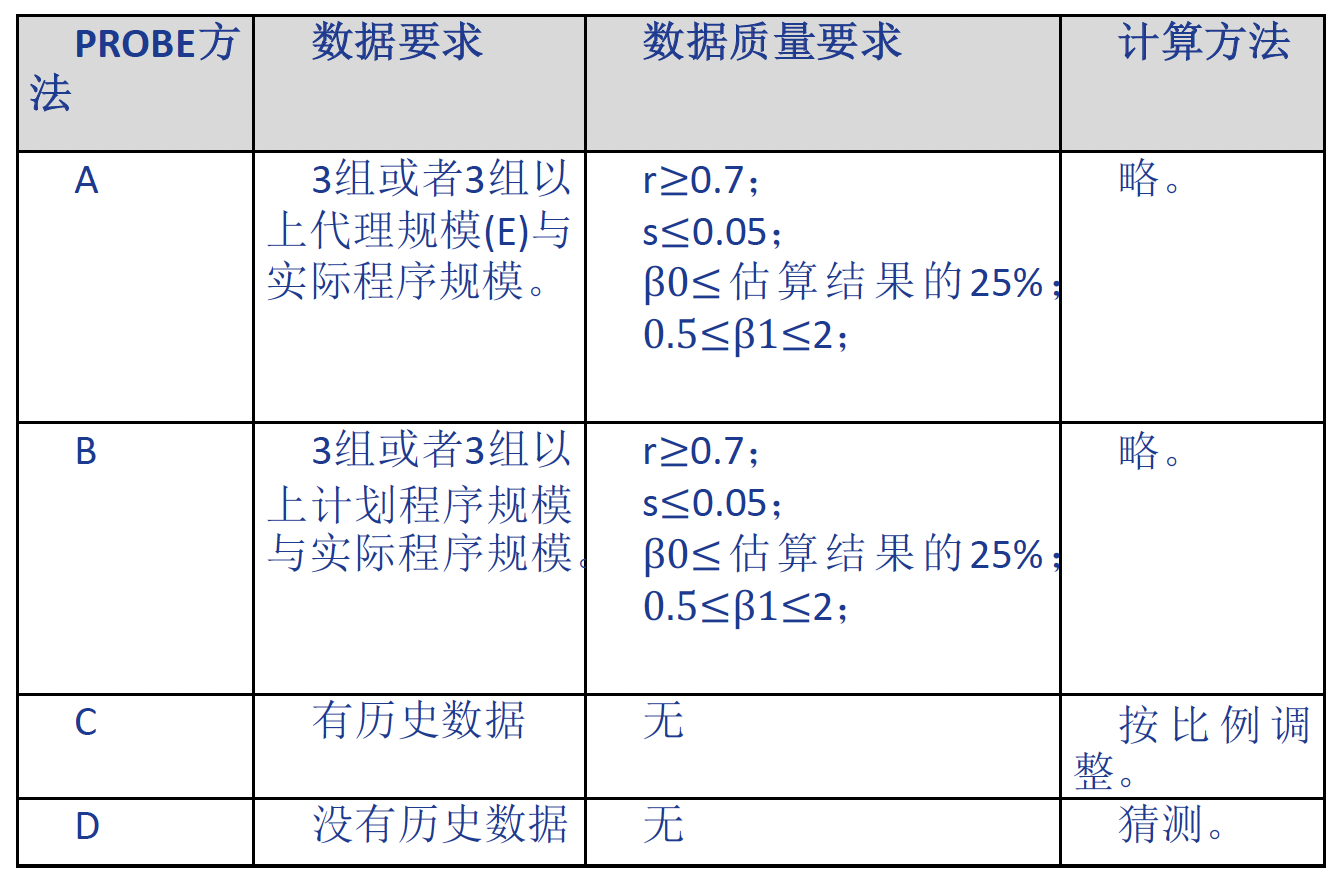 PROBE方法
数据要求
数据质量要求
计算方法
A
3组或者3组以
上代理规模(E)与
实际程序规模。
r≥0.7；
s≤0.05；
β0≤估算结果的25%；
0.5≤β1≤2；
略。
B
3组或者3组以
上计划程序规模
与实际程序规模。
r≥0.7；
s≤0.05；
β0≤估算结果的25%；
0.5≤β1≤2；
略。
C
有历史数据
无
按比例调
整。
D
没有历史数据
无
猜测。